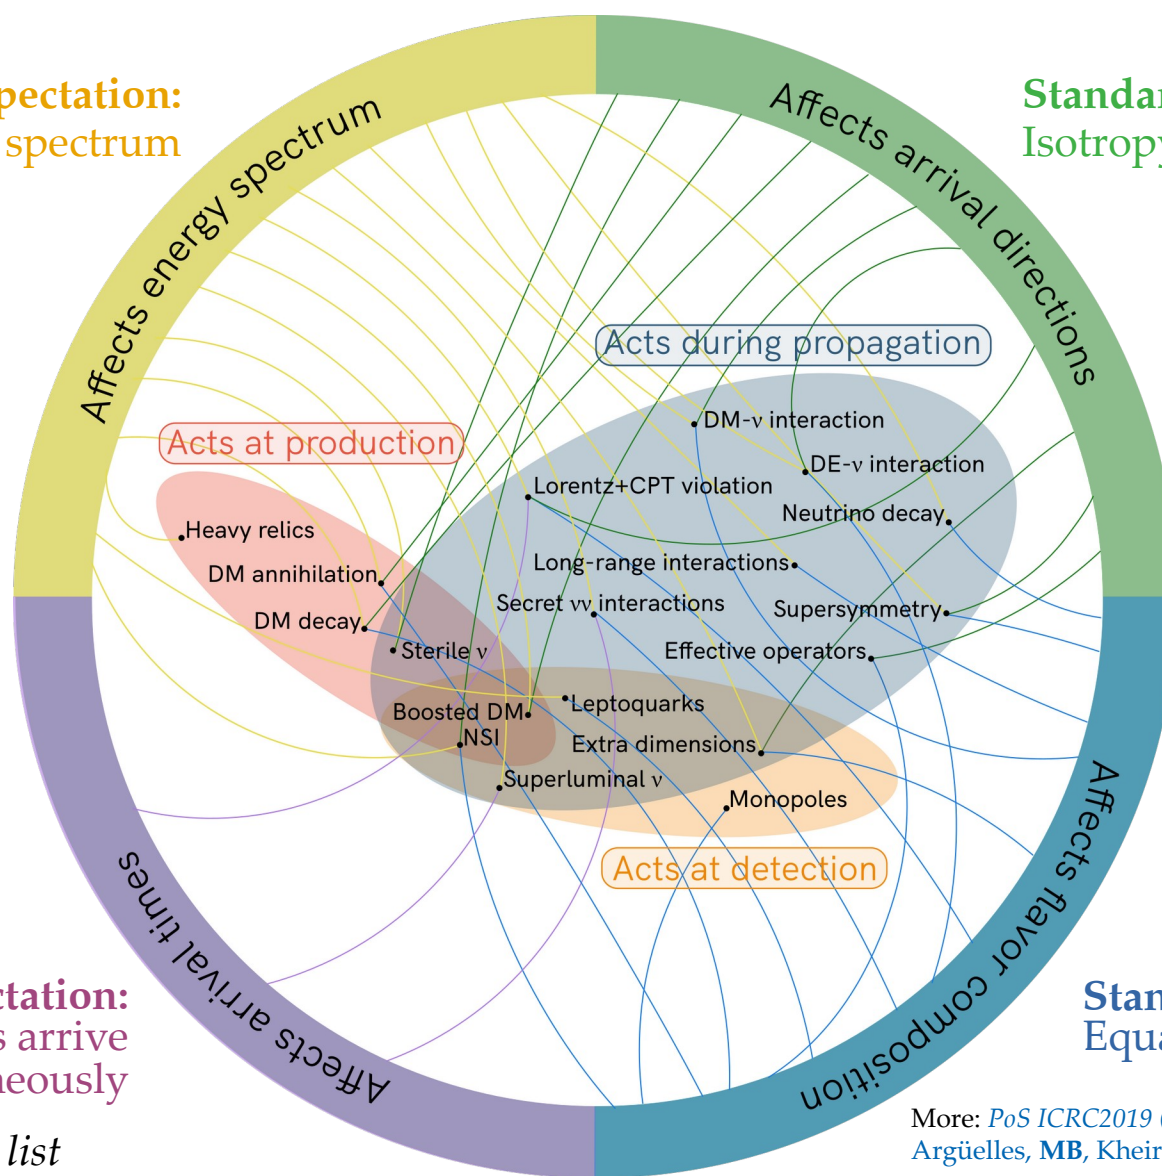 pectation:
spectrum
Standar
Isotropy
Affects energy spectrum
Affects arrival directions
Acts during propagation
Acts at production
DM-ν interaction
DE-ν interaction
Lorentz+CPT violation
Neutrino decay
Heavy relics
Long-range interactions
DM annihilation
Secret νν interactions
Supersymmetry
DM decay
Sterile ν
Effective operators
Leptoquarks
Boosted DM
NSI
Extra dimensions
Superluminal ν
Monopoles
Acts at detection
Affects arrival times
Affects flavor composition
ctation:
s arrive
neously
list
Stan
Equa
More: PoS ICRC2019 (
Argüelles, MB, Kheir